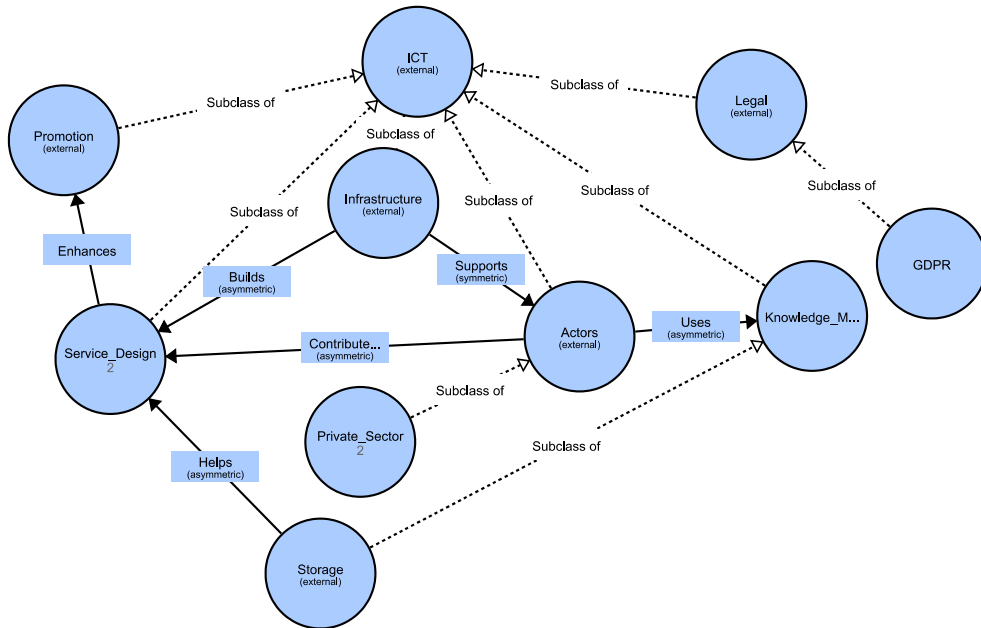 ICT
(external)
Subclass of
Promotion
(external)
Legal
(external)
Subclass of
Subclass of
Subclass of
Infrastructure
(external)
Subclass of
Subclass of
Subclass of
Enhances
Builds
(asymmetric)
Supports
(symmetric)
GDPR
Knowledge_M...
Uses
(asymmetric)
Actors
(external)
Contribute...
(asymmetric)
Service_Design
2
Subclass of
Private_Sector
2
Subclass of
Helps
(asymmetric)
Storage
(external)